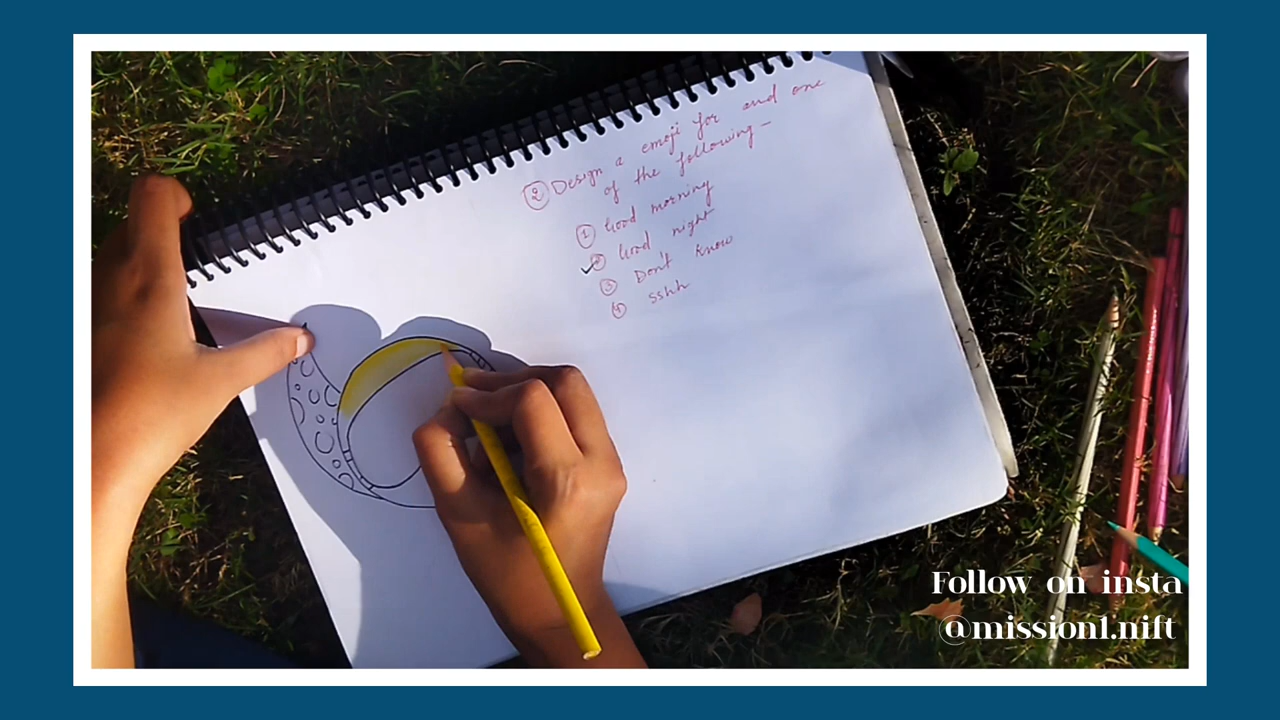 ② Design a emoji for and one
of the following -
① Good morning
② Good night
③ Don't know
④ sshh
Follow on insta
@mission1.nift